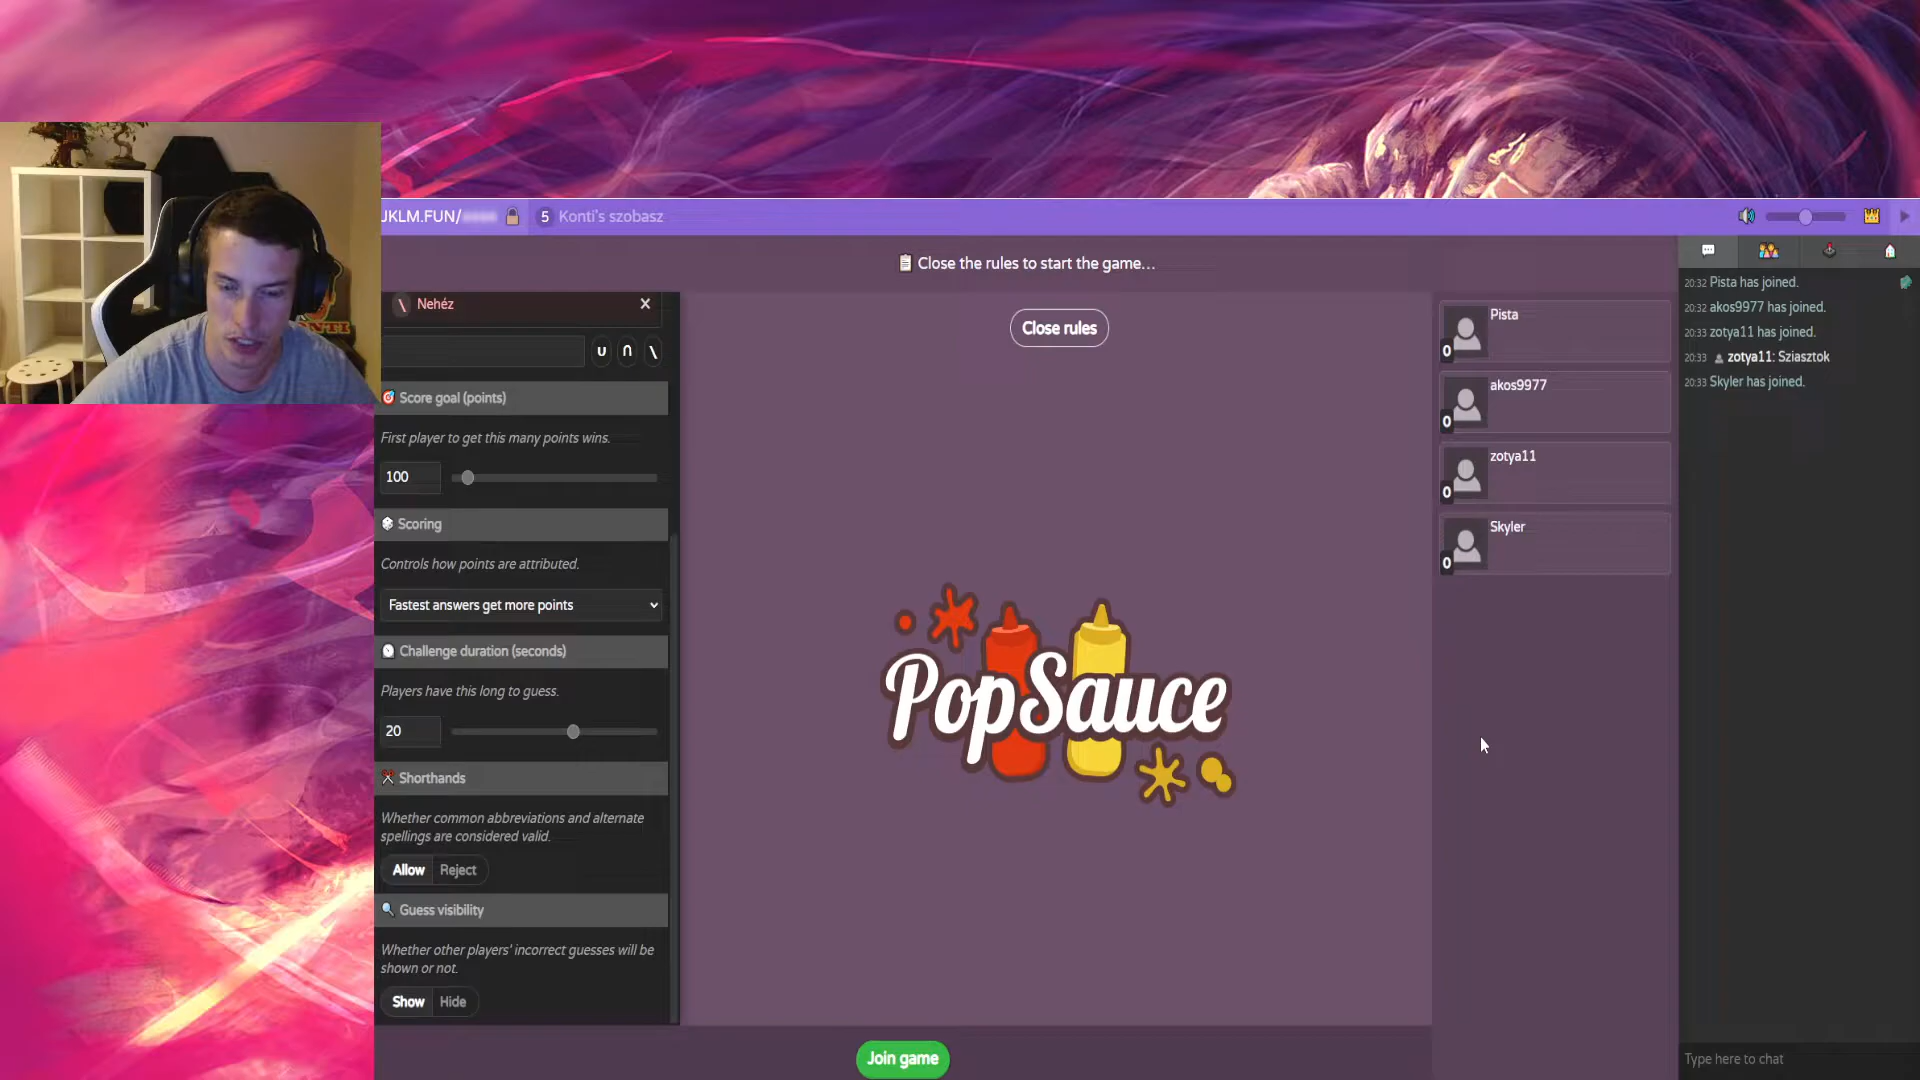 JKLM.FUN/
5 Konti's szobasz
Close the rules to start the game...
\ Nehéz
Close rules
∪ ∩ \
Score goal (points)
First player to get this many points wins.
100
Scoring
Controls how points are attributed.
Fastest answers get more points
Challenge duration (seconds)
Players have this long to guess.
20
Shorthands
Whether common abbreviations and alternate
spellings are considered valid.
Allow Reject
Guess visibility
Whether other players' incorrect guesses will be
shown or not.
Show Hide
PopSauce
Join game
Pista
0
akos9977
0
zotya11
0
Skyler
0
20:32 Pista has joined.
20:32 akos9977 has joined.
20:33 zotya11 has joined.
20:33 zotya11: Sziasztok
20:33 Skyler has joined.
Type here to chat